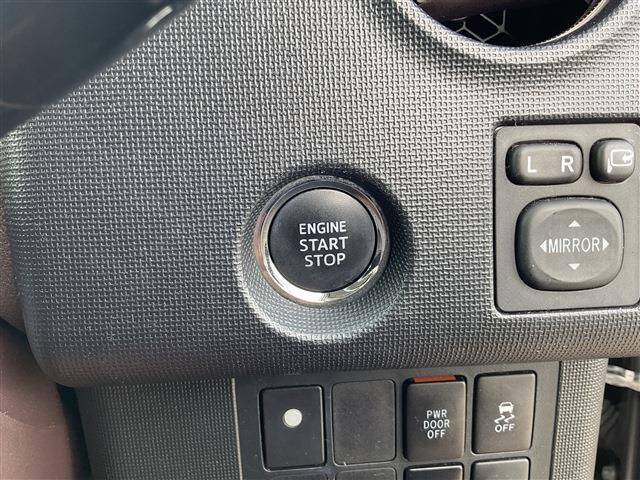 ENGINE
START
STOP
L R
MIRROR
PWR
DOOR
OFF
OFF